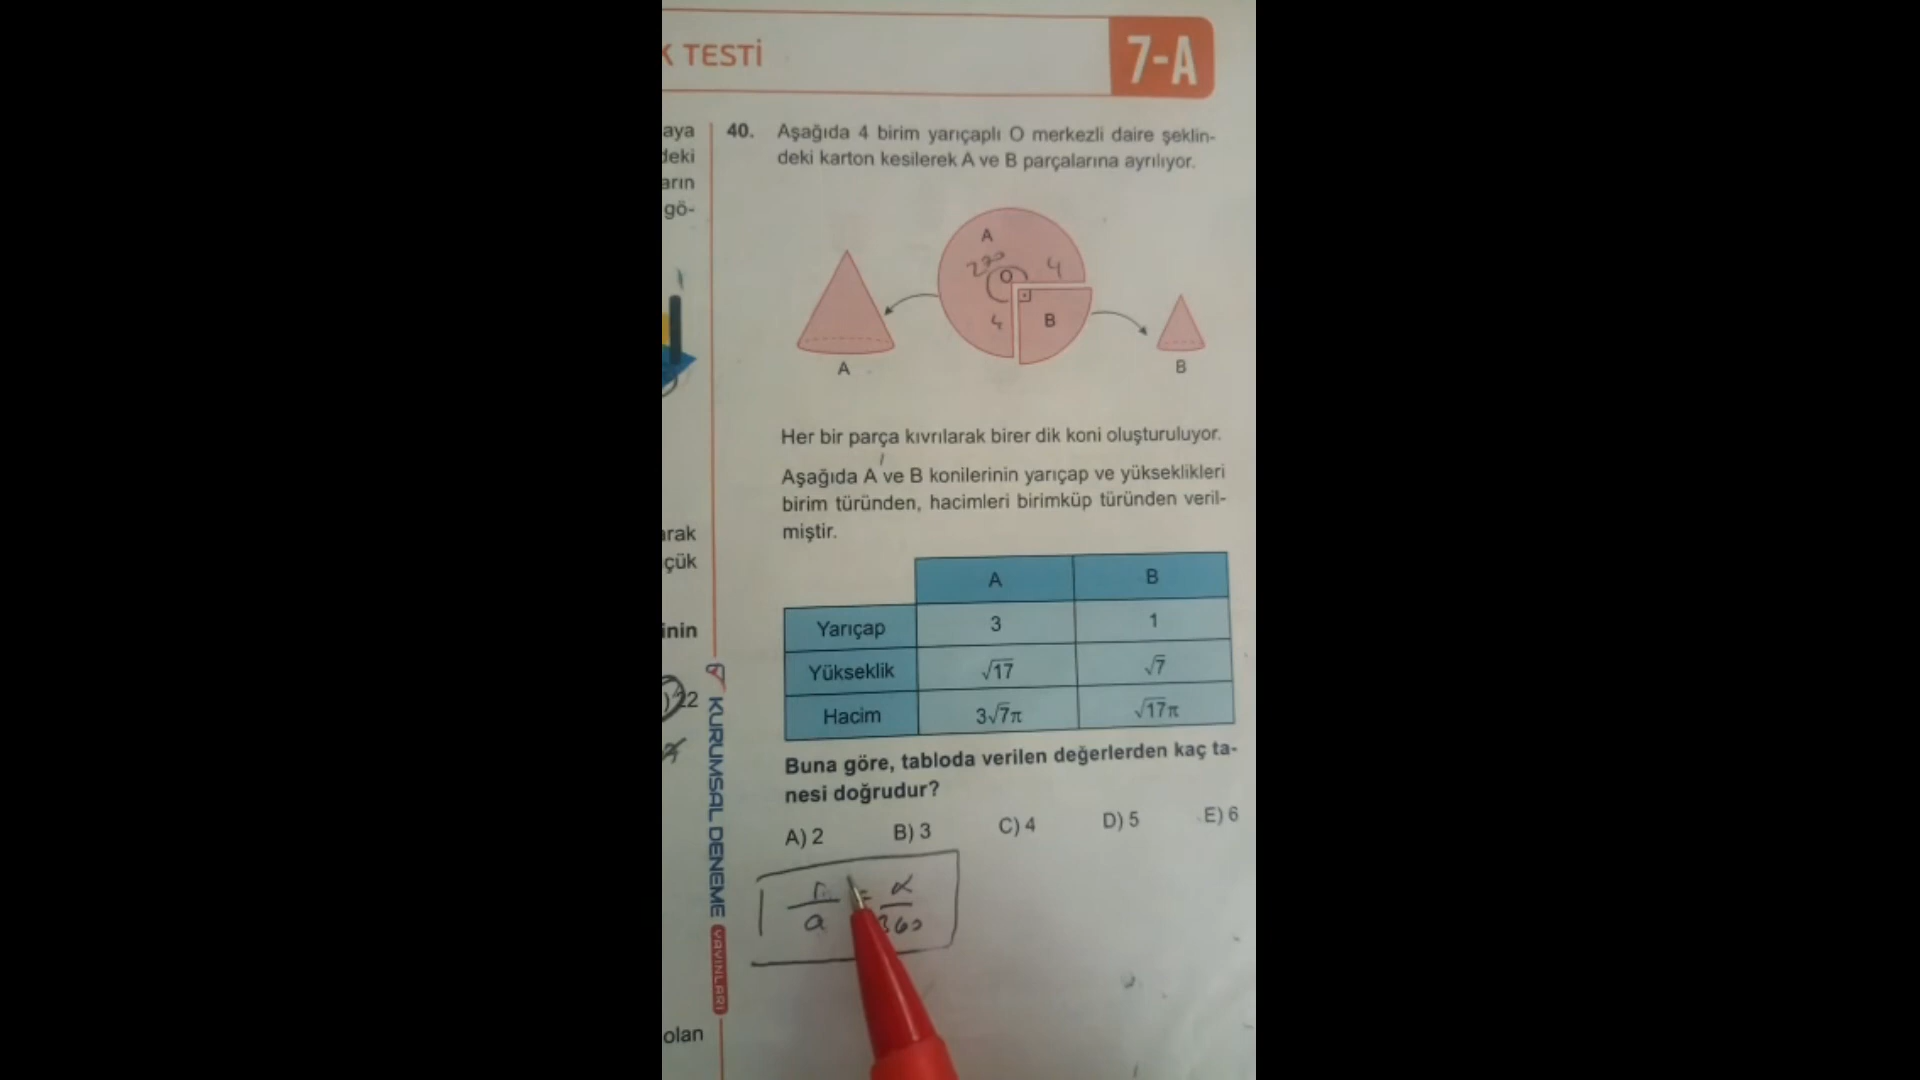 K TESTİ
7-A
aya
deki
arın
gö-
40. Aşağıda 4 birim yarıçaplı O merkezli daire şeklin-
deki karton kesilerek A ve B parçalarına ayrılıyor.
A
270
O
4
4
B
A
B
Her bir parça kıvrılarak birer dik koni oluşturuluyor.
Aşağıda A ve B konilerinin yarıçap ve yükseklikleri
birim türünden, hacimleri birimküp türünden veril-
miştir.
arak
çük
inin
)22
A B
Yarıçap 3 1
Yükseklik √17 √7
Hacim 3√7π √17π
Buna göre, tabloda verilen değerlerden kaç ta-
nesi doğrudur?
A) 2 B) 3 C) 4 D) 5 E) 6
r/a = α/360
KURUMSAL DENEME YAYINLARI
olan